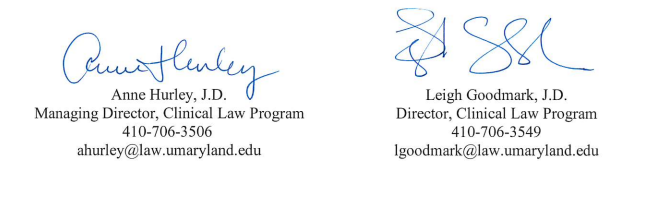 Anne Hurley
Anne Hurley, J.D.
Managing Director, Clinical Law Program
410-706-3506
ahurley@law.umaryland.edu
Leigh Goodmark, J.D.
Director, Clinical Law Program
410-706-3549
lgoodmark@law.umaryland.edu